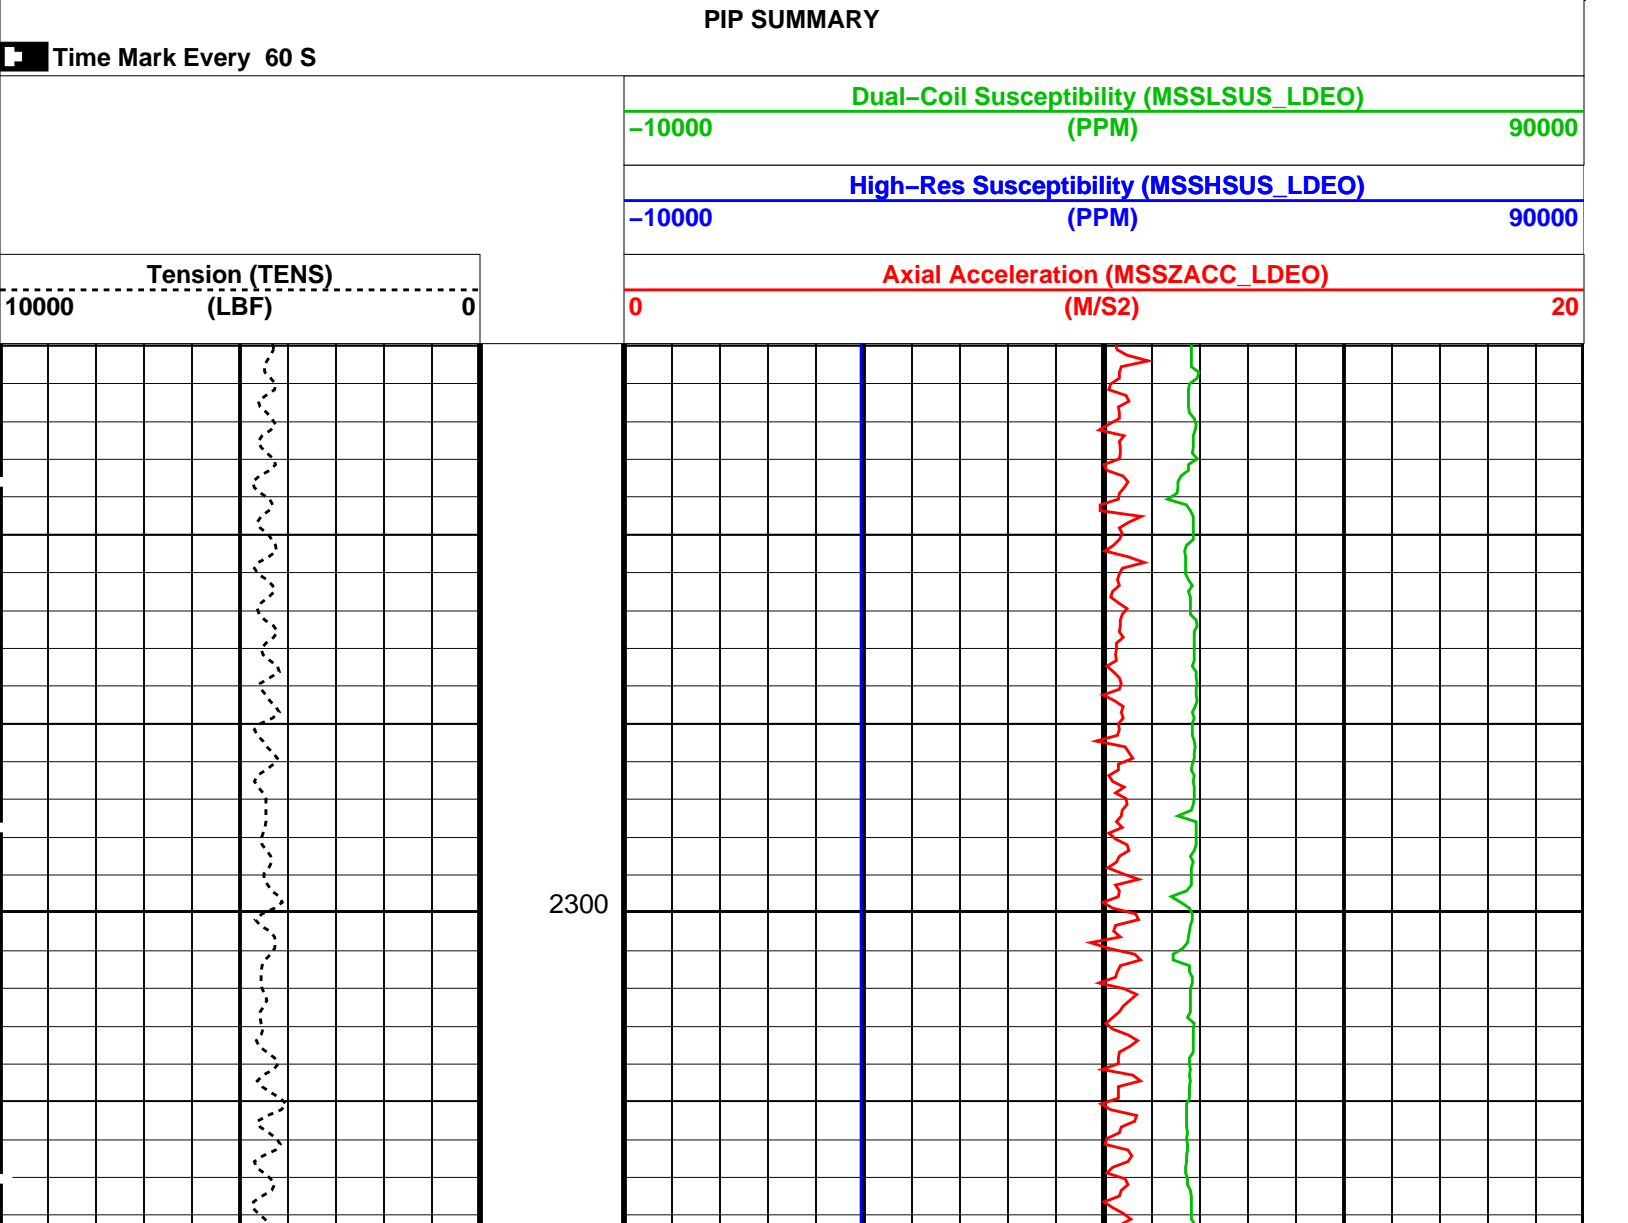 PIP SUMMARY
Time Mark Every 60 S
Dual−Coil Susceptibility (MSSLSUS_LDEO)
−10000 (PPM) 90000
High−Res Susceptibility (MSSHSUS_LDEO)
−10000 (PPM) 90000
Tension (TENS)
10000 (LBF) 0
Axial Acceleration (MSSZACC_LDEO)
0 (M/S2) 20
2300